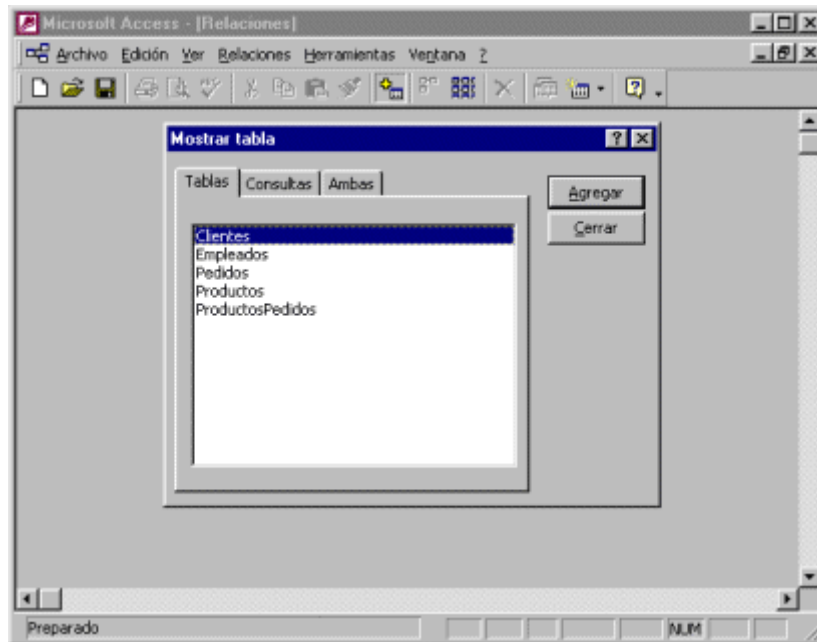 Microsoft Access - [Relaciones]
Archivo Edición Ver Relaciones Herramientas Ventana ?
Mostrar tabla
Tablas Consultas Ambas
Agregar
Cerrar
Clientes
Empleados
Pedidos
Productos
ProductosPedidos
Preparado NUM